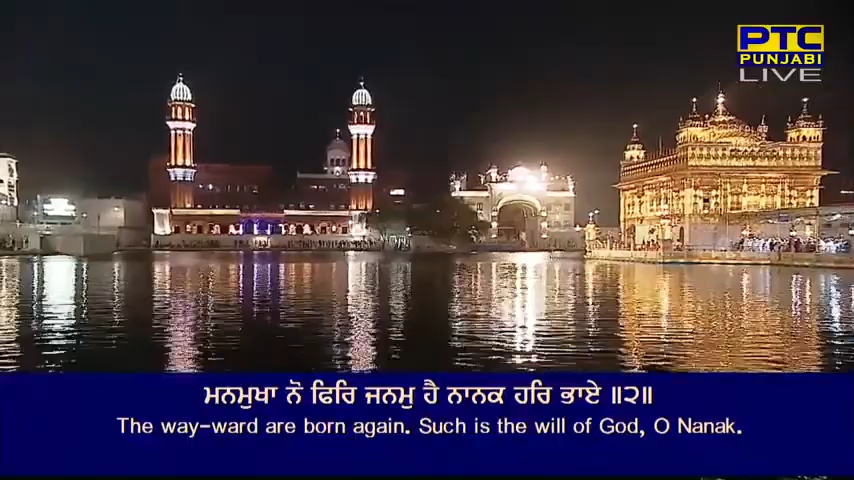 PTC
PUNJABI
LIVE
ਮਨਮੁਖਾ ਨੋ ਫਿਰਿ ਜਨਮੁ ਹੈ ਨਾਨਕ ਹਰਿ ਭਾਏ ॥੨॥
The way-ward are born again. Such is the will of God, O Nanak.